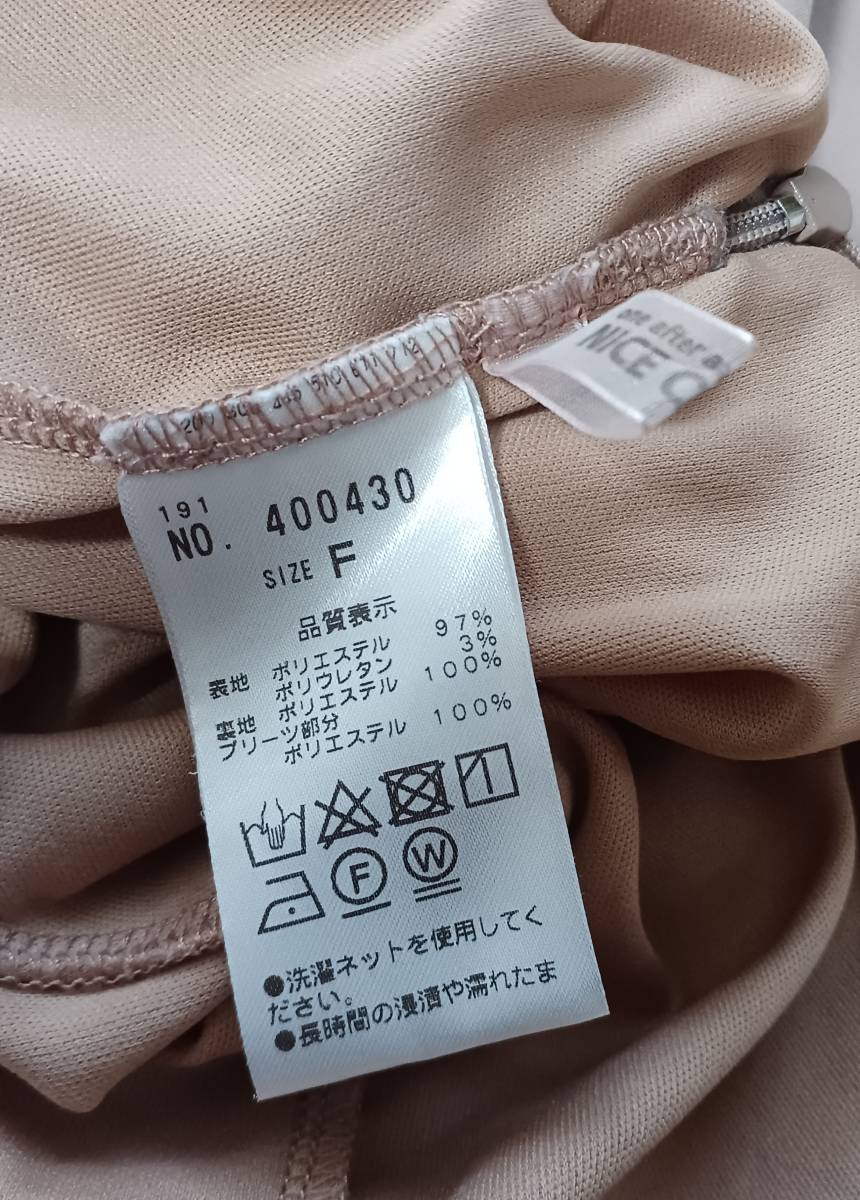 one after a
NICE
191
NO. 400430
SIZE F
品質表示
表地 ポリエステル 97%
ポリウレタン 3%
裏地 ポリエステル 100%
プリーツ部分
ポリエステル 100%
F W
●洗濯ネットを使用してく
ださい。
●長時間の浸漬や濡れたま